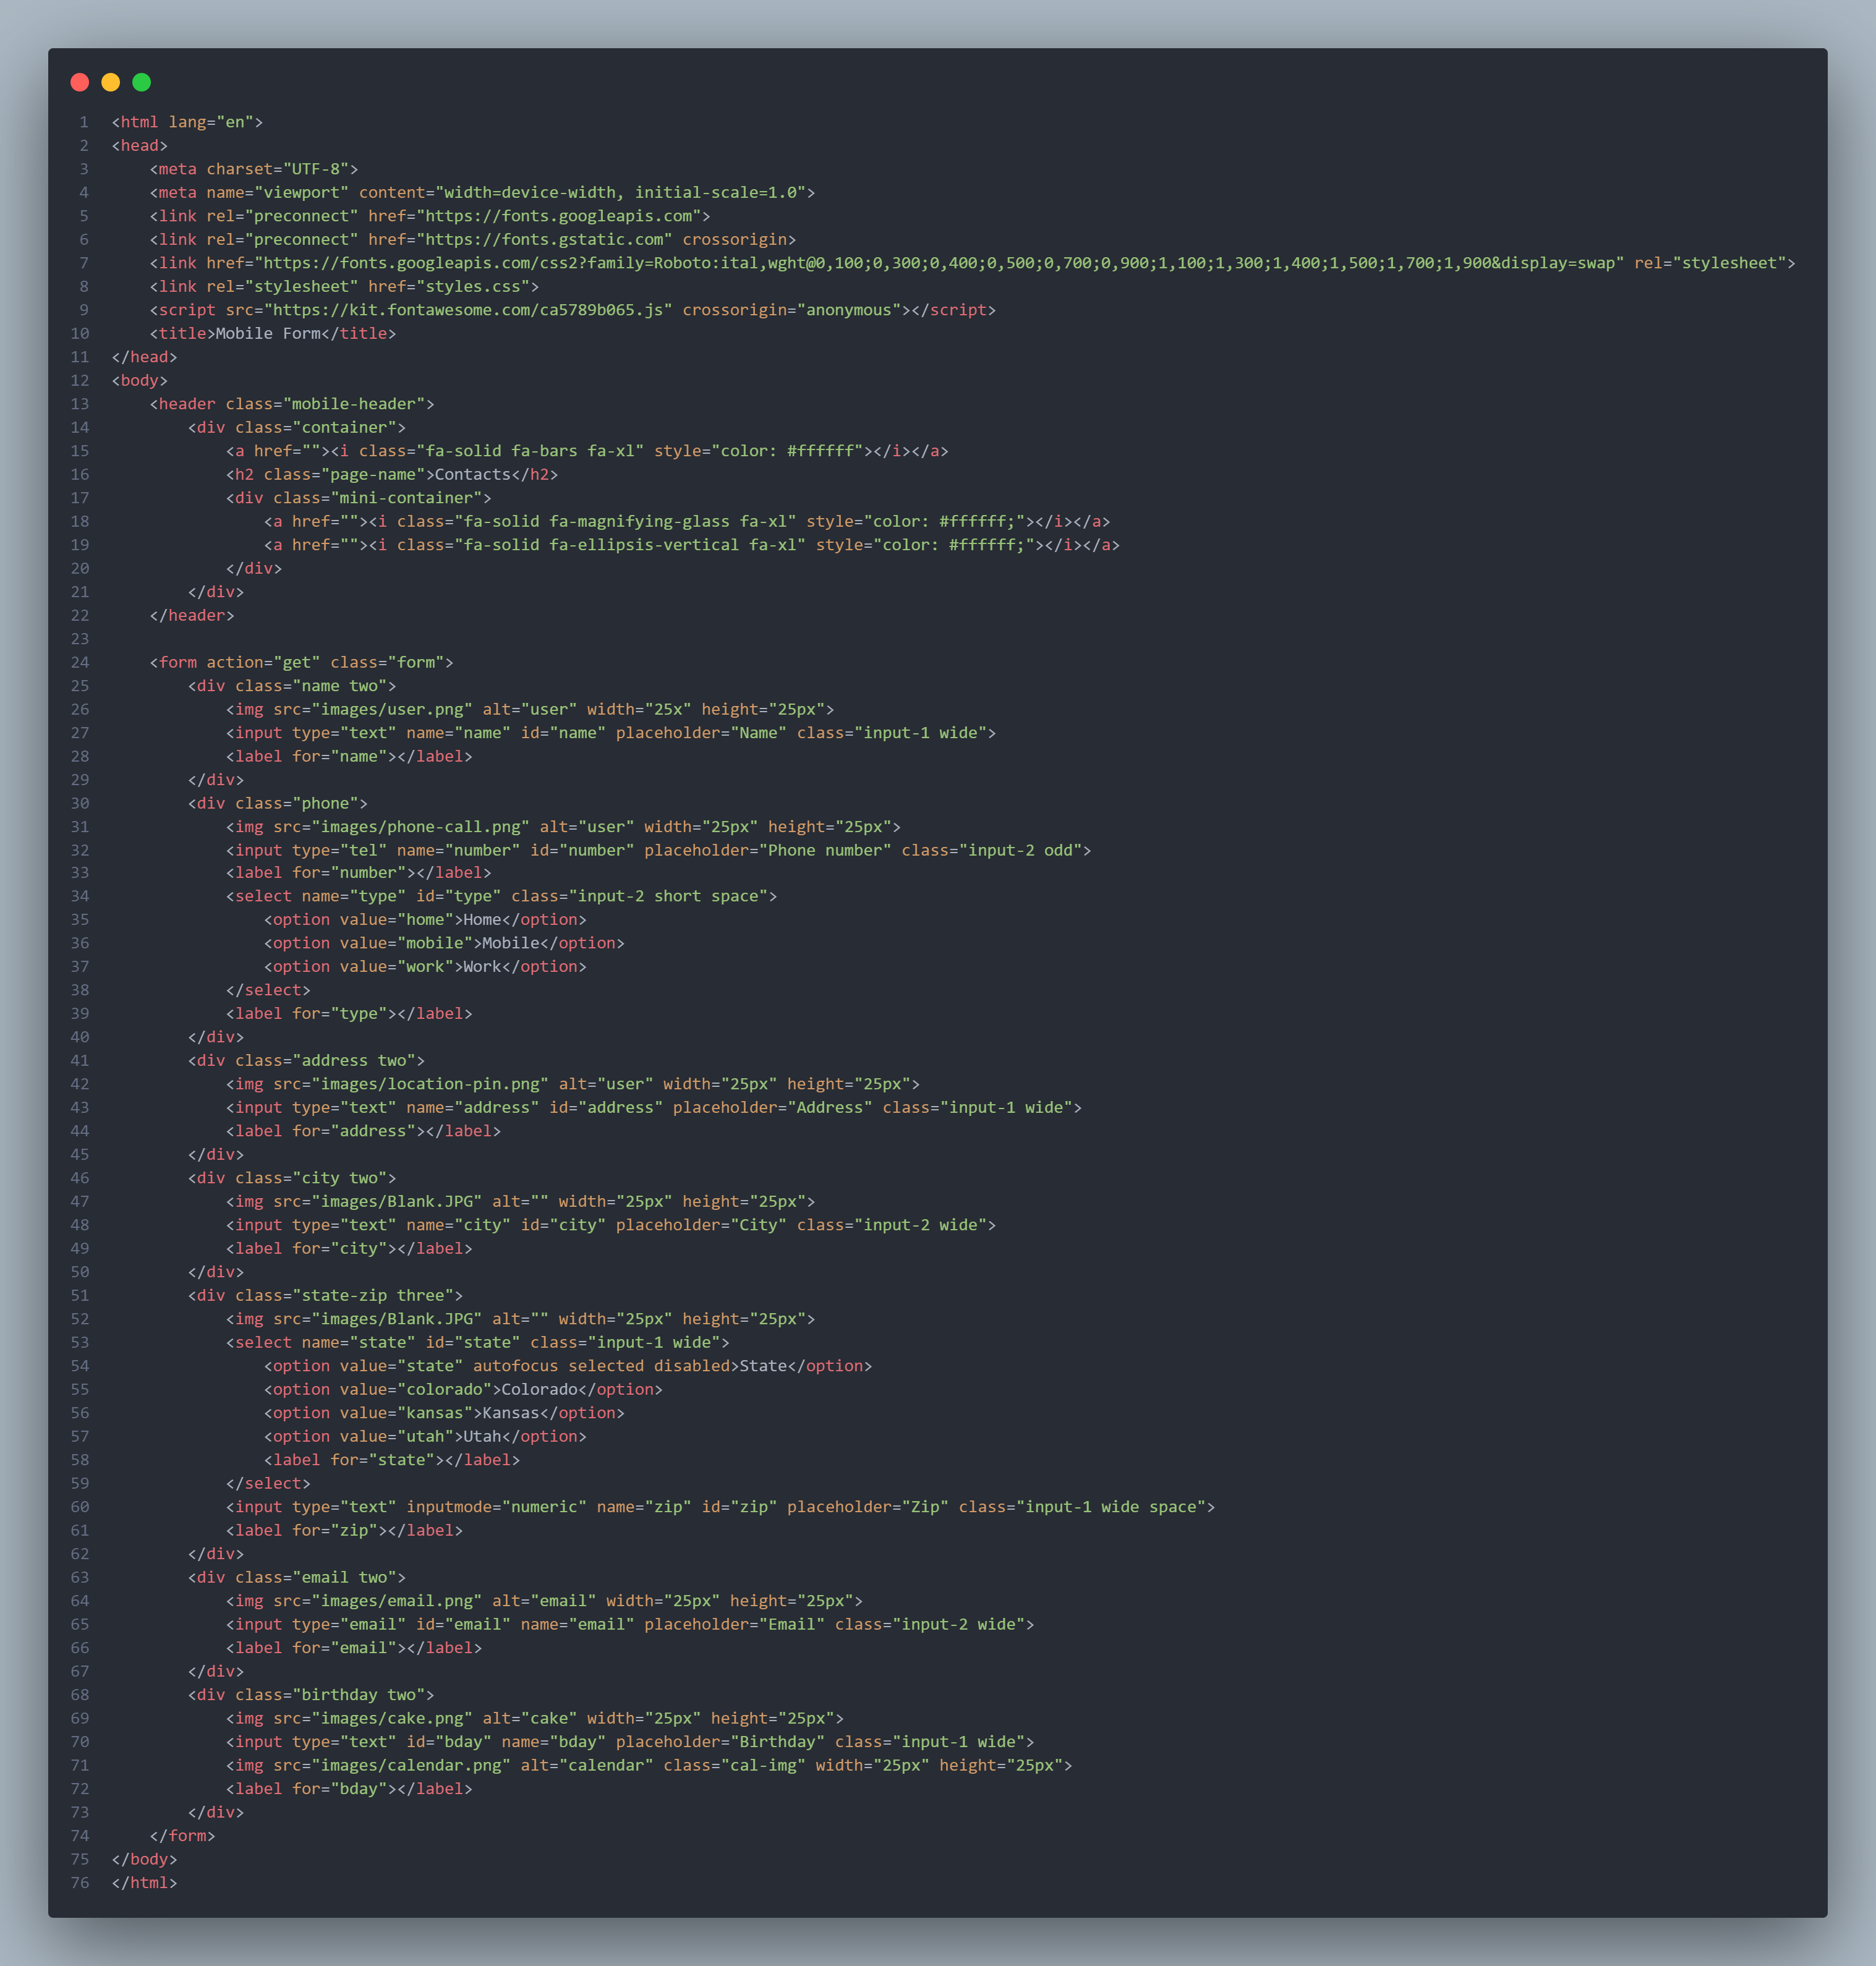 1 <html lang="en">
2 <head>
3     <meta charset="UTF-8">
4     <meta name="viewport" content="width=device-width, initial-scale=1.0">
5     <link rel="preconnect" href="https://fonts.googleapis.com">
6     <link rel="preconnect" href="https://fonts.gstatic.com" crossorigin>
7     <link href="https://fonts.googleapis.com/css2?family=Roboto:ital,wght@0,100;0,300;0,400;0,500;0,700;0,900;1,100;1,300;1,400;1,500;1,700;1,900&display=swap" rel="stylesheet">
8     <link rel="stylesheet" href="styles.css">
9     <script src="https://kit.fontawesome.com/ca5789b065.js" crossorigin="anonymous"></script>
10     <title>Mobile Form</title>
11 </head>
12 <body>
13     <header class="mobile-header">
14         <div class="container">
15             <a href=""><i class="fa-solid fa-bars fa-xl" style="color: #ffffff"></i></a>
16             <h2 class="page-name">Contacts</h2>
17             <div class="mini-container">
18                 <a href=""><i class="fa-solid fa-magnifying-glass fa-xl" style="color: #ffffff;"></i></a>
19                 <a href=""><i class="fa-solid fa-ellipsis-vertical fa-xl" style="color: #ffffff;"></i></a>
20             </div>
21         </div>
22     </header>
23
24     <form action="get" class="form">
25         <div class="name two">
26             <img src="images/user.png" alt="user" width="25x" height="25px">
27             <input type="text" name="name" id="name" placeholder="Name" class="input-1 wide">
28             <label for="name"></label>
29         </div>
30         <div class="phone">
31             <img src="images/phone-call.png" alt="user" width="25px" height="25px">
32             <input type="tel" name="number" id="number" placeholder="Phone number" class="input-2 odd">
33             <label for="number"></label>
34             <select name="type" id="type" class="input-2 short space">
35                 <option value="home">Home</option>
36                 <option value="mobile">Mobile</option>
37                 <option value="work">Work</option>
38             </select>
39             <label for="type"></label>
40         </div>
41         <div class="address two">
42             <img src="images/location-pin.png" alt="user" width="25px" height="25px">
43             <input type="text" name="address" id="address" placeholder="Address" class="input-1 wide">
44             <label for="address"></label>
45         </div>
46         <div class="city two">
47             <img src="images/Blank.JPG" alt="" width="25px" height="25px">
48             <input type="text" name="city" id="city" placeholder="City" class="input-2 wide">
49             <label for="city"></label>
50         </div>
51         <div class="state-zip three">
52             <img src="images/Blank.JPG" alt="" width="25px" height="25px">
53             <select name="state" id="state" class="input-1 wide">
54                 <option value="state" autofocus selected disabled>State</option>
55                 <option value="colorado">Colorado</option>
56                 <option value="kansas">Kansas</option>
57                 <option value="utah">Utah</option>
58                 <label for="state"></label>
59             </select>
60             <input type="text" inputmode="numeric" name="zip" id="zip" placeholder="Zip" class="input-1 wide space">
61             <label for="zip"></label>
62         </div>
63         <div class="email two">
64             <img src="images/email.png" alt="email" width="25px" height="25px">
65             <input type="email" id="email" name="email" placeholder="Email" class="input-2 wide">
66             <label for="email"></label>
67         </div>
68         <div class="birthday two">
69             <img src="images/cake.png" alt="cake" width="25px" height="25px">
70             <input type="text" id="bday" name="bday" placeholder="Birthday" class="input-1 wide">
71             <img src="images/calendar.png" alt="calendar" class="cal-img" width="25px" height="25px">
72             <label for="bday"></label>
73         </div>
74     </form>
75 </body>
76 </html>